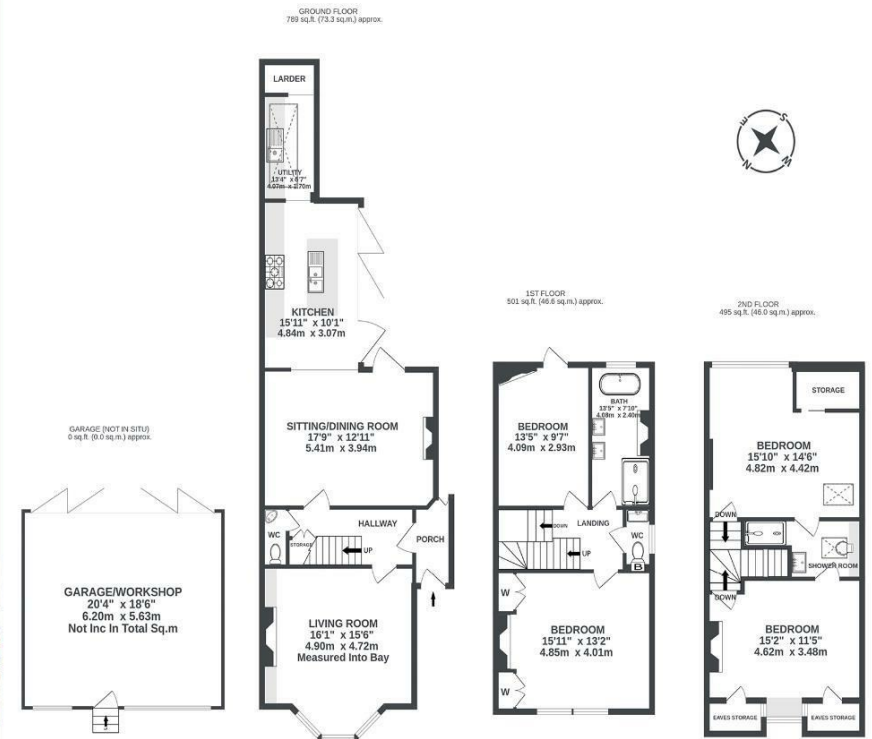 GROUND FLOOR
789 sq.ft. (73.3 sq.m.) approx.
LARDER
UTILITY
13'4" x 8'7"
4.07m x 2.70m
KITCHEN
15'11" x 10'1"
4.84m x 3.07m
SITTING/DINING ROOM
17'9" x 12'11"
5.41m x 3.94m
WC
STORAGE
UP
HALLWAY
PORCH
LIVING ROOM
16'1" x 15'6"
4.90m x 4.72m
Measured Into Bay
GARAGE (NOT IN SITU)
0 sq.ft. (0.0 sq.m.) approx.
GARAGE/WORKSHOP
20'4" x 18'6"
6.20m x 5.63m
Not Inc In Total Sq.m
1ST FLOOR
501 sq.ft. (46.6 sq.m.) approx.
BEDROOM
13'5" x 9'7"
4.09m x 2.93m
BATH
13'5" x 7'10"
4.08m x 2.40m
DOWN
LANDING
UP
WC
B
W
BEDROOM
15'11" x 13'2"
4.85m x 4.01m
W
E
S
N
W
2ND FLOOR
495 sq.ft. (46.0 sq.m.) approx.
STORAGE
BEDROOM
15'10" x 14'6"
4.82m x 4.42m
DOWN
SHOWER ROOM
DOWN
BEDROOM
15'2" x 11'5"
4.62m x 3.48m
EAVES STORAGE
EAVES STORAGE